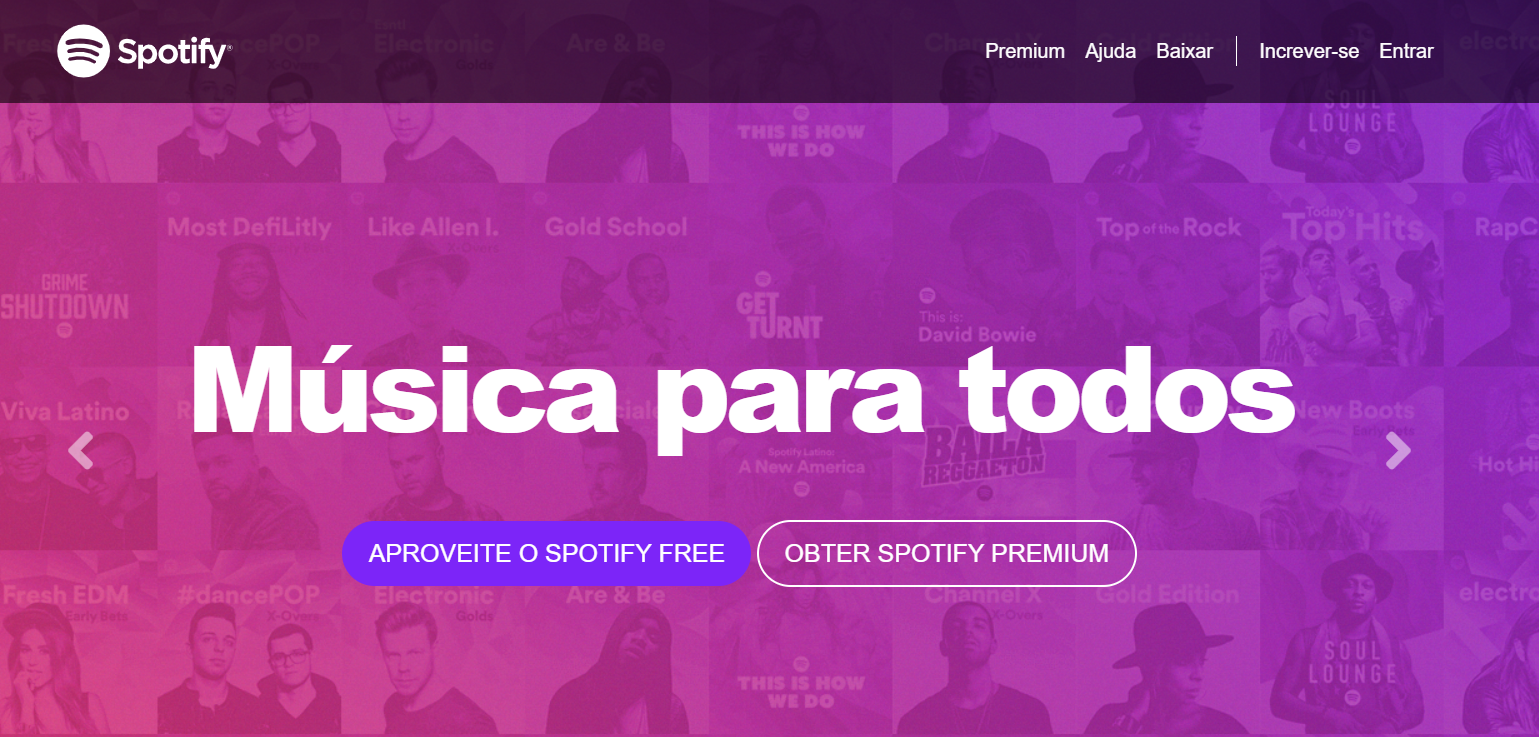 Spotify
Premium Ajuda Baixar Increver-se Entrar
Fresh
#dancePOP
Electronic
Golds
Are & Be
Channel X
electro
THIS IS HOW
WE DO
SOUL
LOUNGE
Most DefiLitly
Like Allen I.
Gold School
Top of the Rock
Today's
Top Hits
RapC
GRIME
SHUTDOWN
GET
TURNT
This is:
David Bowie
Música para todos
Viva Latino
New Boots
Early Bets
Spotify Latino:
A New America
BAILA
REGGAETON
Hot Hi
APROVEITE O SPOTIFY FREE
OBTER SPOTIFY PREMIUM
Fresh EDM
Early Bets
#dancePOP
X-Overs
Electronic
Golds
Are & Be
Channel X
X-Overs
Gold Edition
electro
THIS IS HOW
WE DO
SOUL
LOUNGE